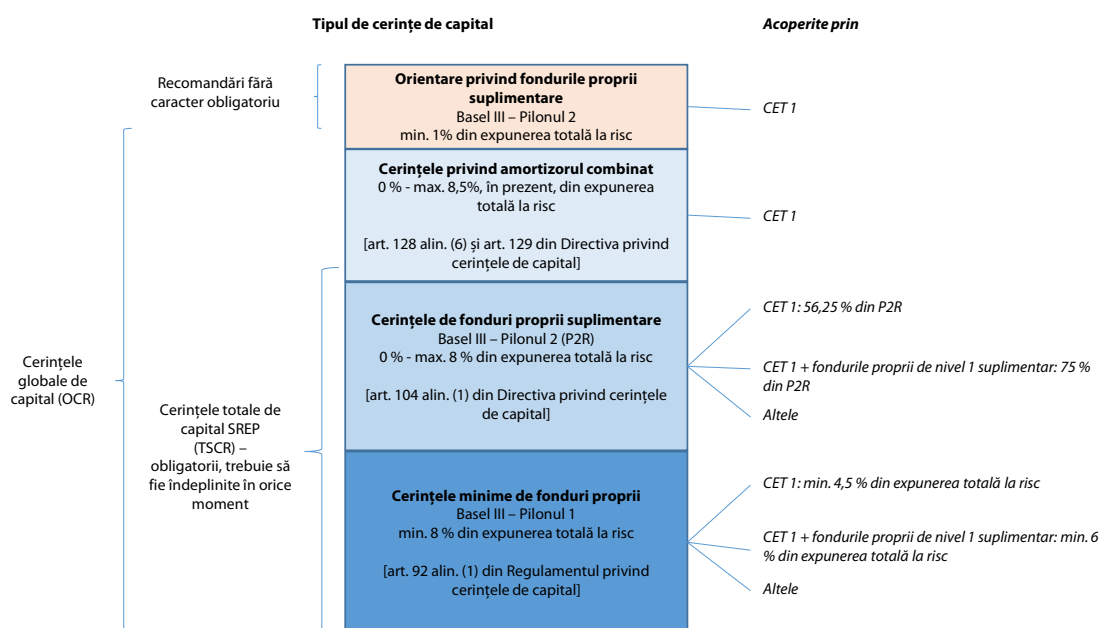 Tipul de cerințe de capital
Acoperite prin
Recomandări fără
caracter obligatoriu
Orientare privind fondurile proprii
suplimentare
Basel III – Pilonul 2
min. 1% din expunerea totală la risc
CET 1
Cerințele privind amortizorul combinat
0 % - max. 8,5%, în prezent, din expunerea
totală la risc
[art. 128 alin. (6) și art. 129 din Directiva privind
cerințele de capital]
CET 1
Cerințele
globale de
capital (OCR)
Cerințele totale de
capital SREP
(TSCR) –
obligatorii, trebuie să
fie îndeplinite în orice
moment
Cerințele de fonduri proprii suplimentare
Basel III – Pilonul 2 (P2R)
0 % - max. 8 % din expunerea totală la risc
[art. 104 alin. (1) din Directiva privind cerințele
de capital]
CET 1: 56,25 % din P2R
CET 1 + fondurile proprii de nivel 1 suplimentar: 75 %
din P2R
Altele
Cerințele minime de fonduri proprii
Basel III – Pilonul 1
min. 8 % din expunerea totală la risc
[art. 92 alin. (1) din Regulamentul privind
cerințele de capital]
CET 1: min. 4,5 % din expunerea totală la risc
CET 1 + fondurile proprii de nivel 1 suplimentar: min. 6
% din expunerea totală la risc
Altele